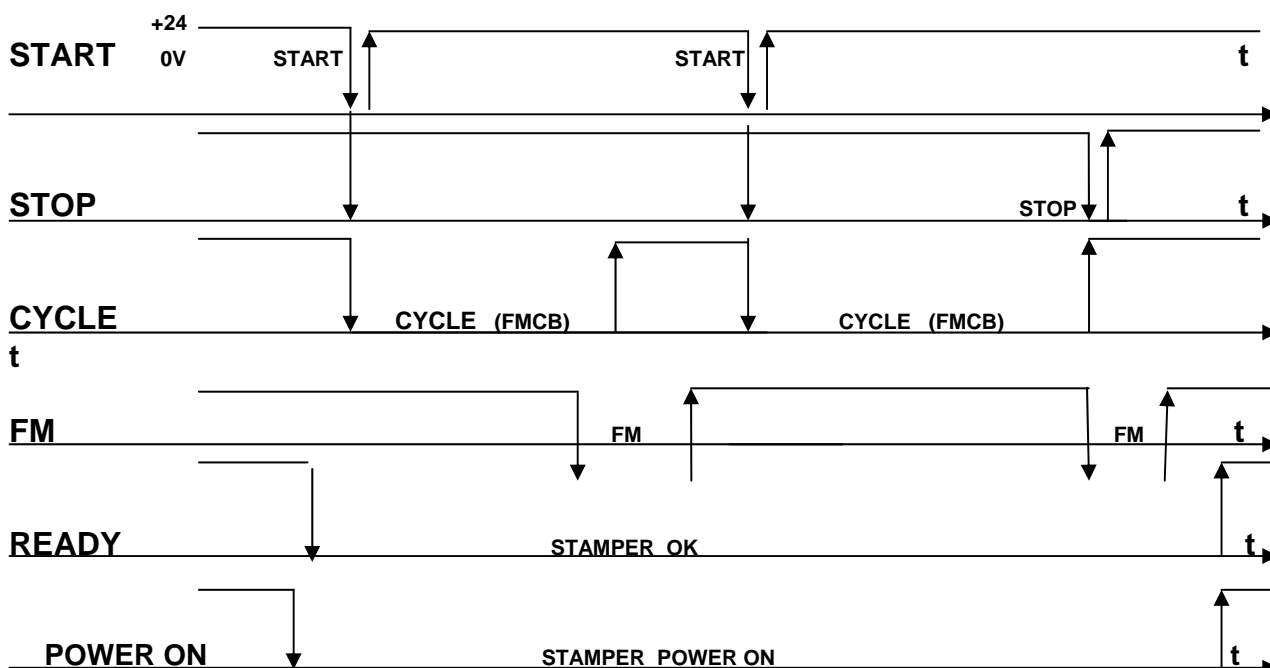 +24
START 0V START START t
STOP STOP t
CYCLE CYCLE (FMCB) CYCLE (FMCB)
t
FM FM FM t
READY STAMPER OK t
POWER ON STAMPER POWER ON t